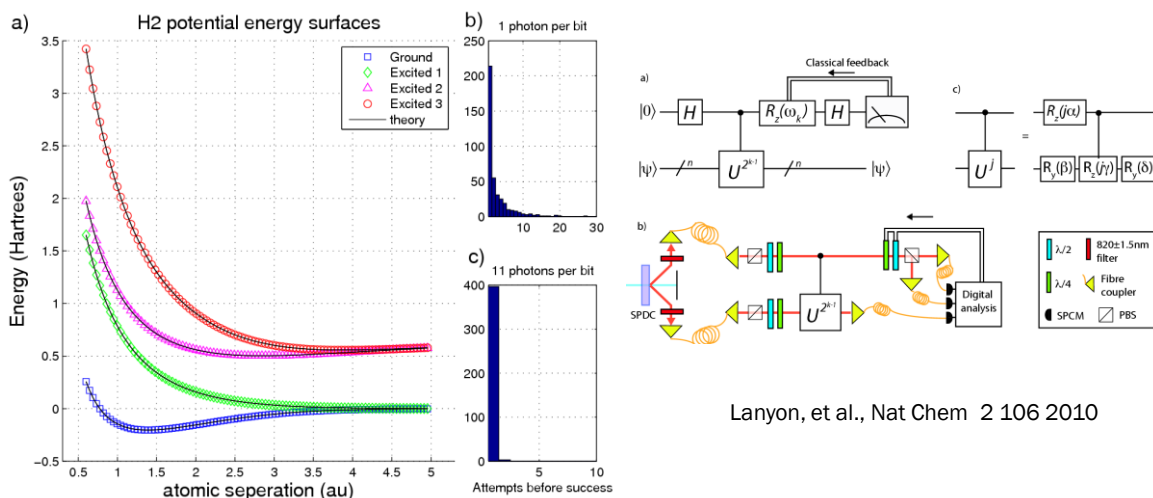 a)
H2 potential energy surfaces
Ground
Excited 1
Excited 2
Excited 3
theory
Energy (Hartrees)
3.5
3
2.5
2
1.5
1
0.5
0
−0.5
0.5 1 1.5 2 2.5 3 3.5 4 4.5 5
atomic seperation (au)
b)
1 photon per bit
250
200
150
100
50
0
10 20 30
c)
11 photons per bit
400
300
200
100
0
5 10
Attempts before success
a)
Classical feedback
|0⟩ H R_z(ω_k) H
|ψ⟩ n U^{2^{k-1}} n |ψ⟩
c)
R_z(jα)
=
U^j R_y(β) R_z(jγ) R_y(δ)
b)
SPDC
U^{2^{k-1}}
Digital
analysis
λ/2
820±1.5nm
filter
λ/4
Fibre
coupler
SPCM
PBS
Lanyon, et al., Nat Chem 2 106 2010